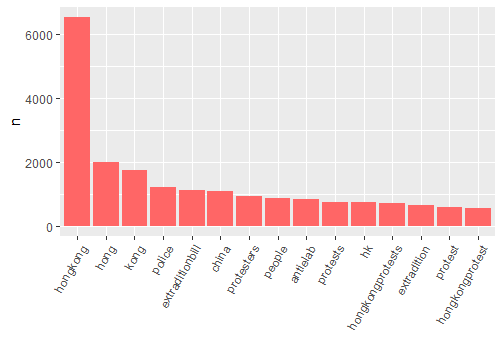 6000
4000
2000
0
n
hongkong
hong
kong
police
extraditionbill
china
protesters
people
antielab
protests
hk
hongkongprotests
extradition
protest
hongkongprotest